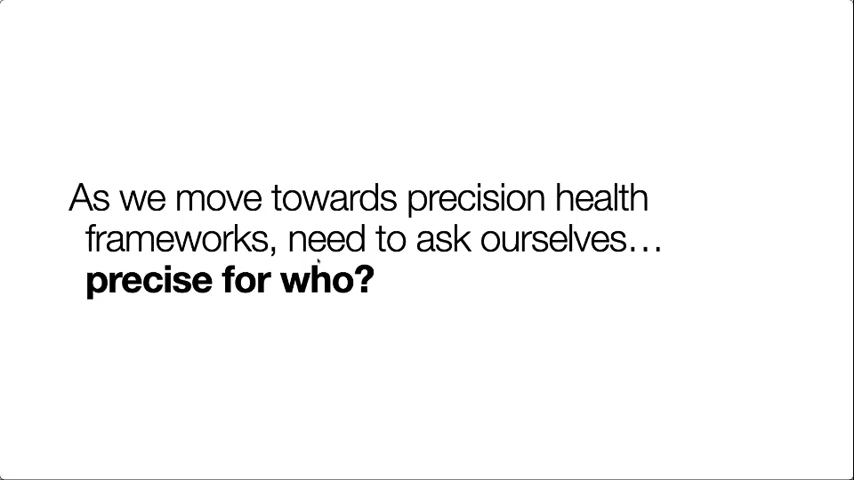 As we move towards precision health
frameworks, need to ask ourselves…
precise for who?